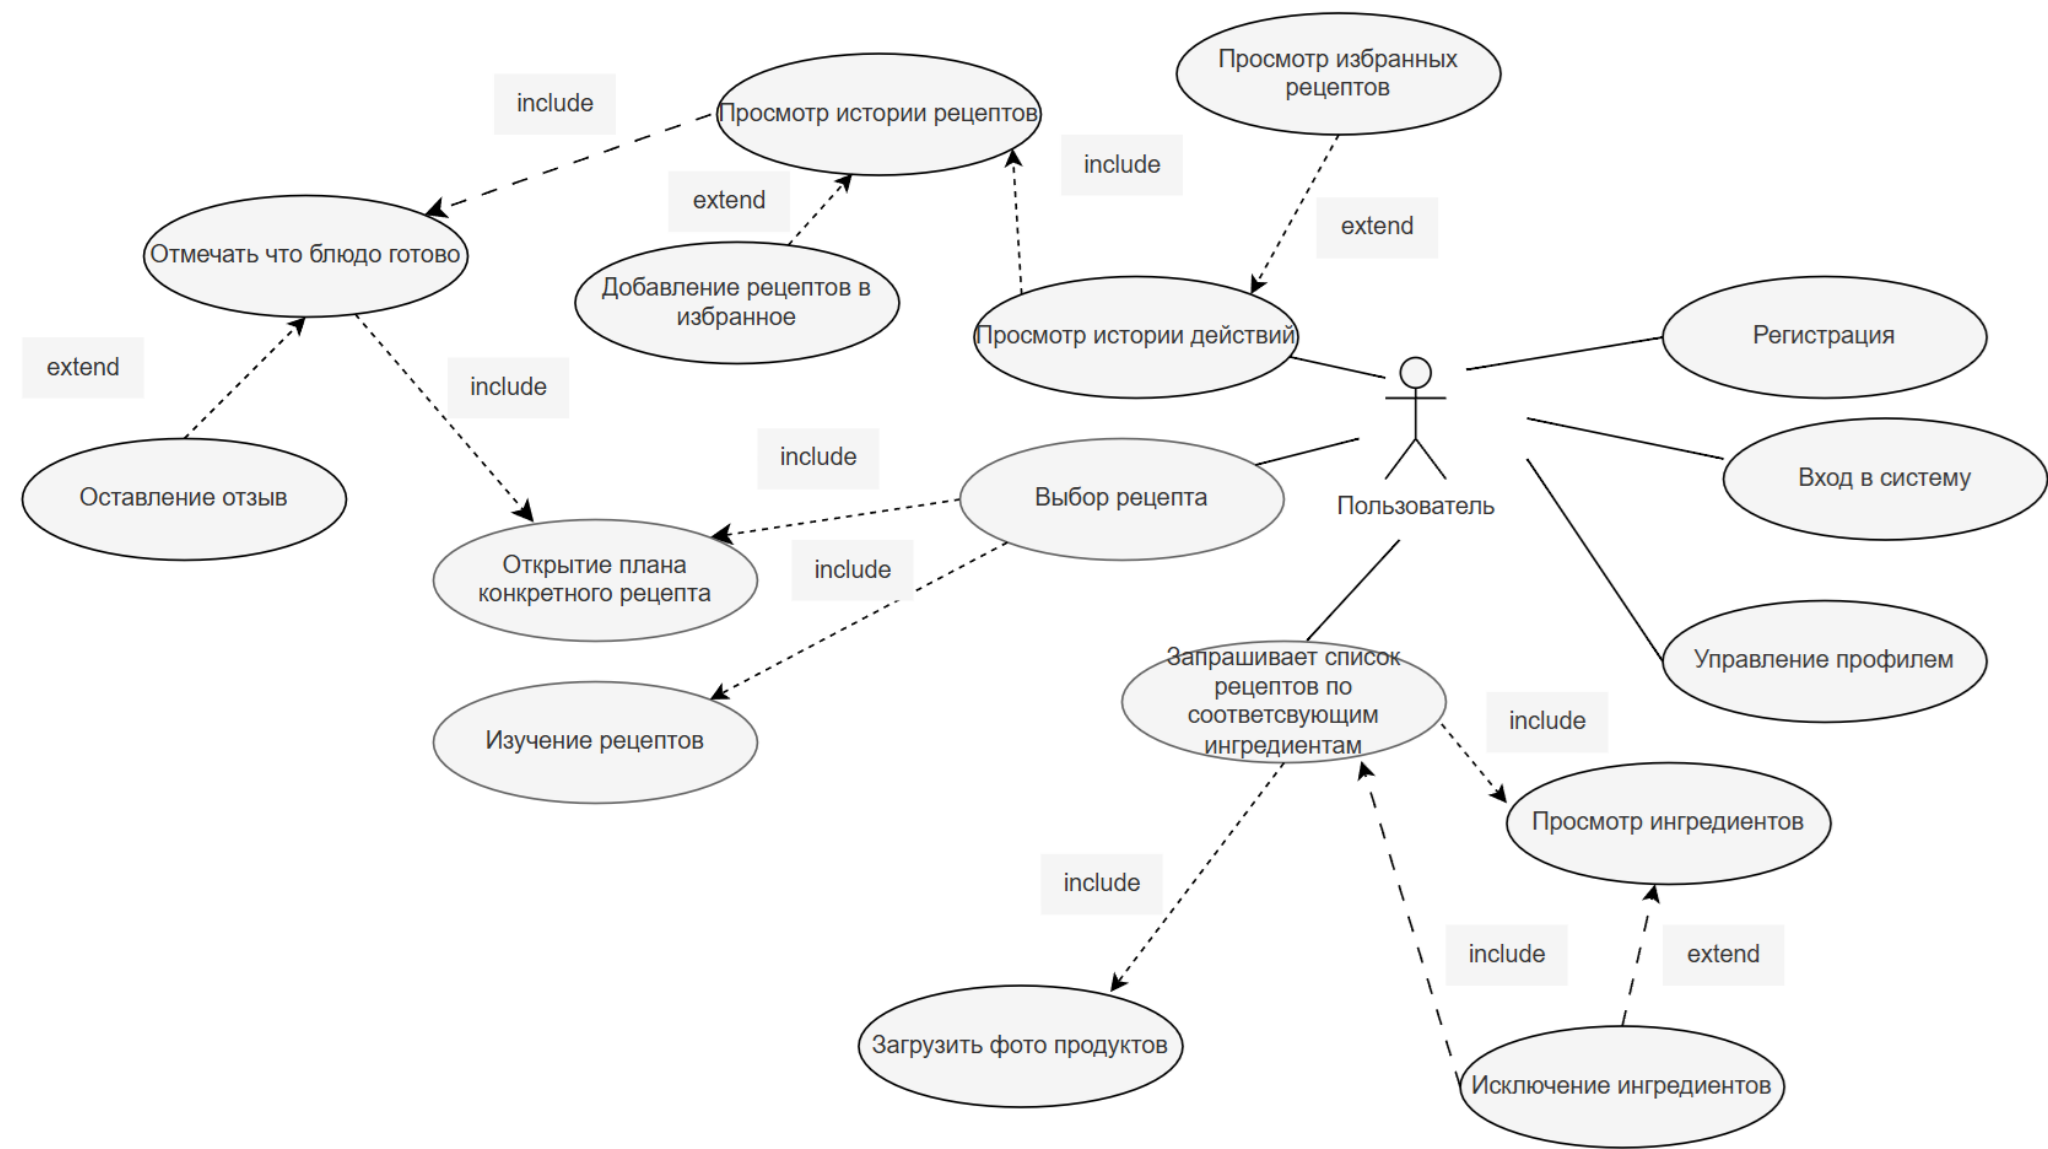 Просмотр избранных
рецептов
include
Просмотр истории рецептов
include
extend
extend
Отмечать что блюдо готово
Добавление рецептов в
избранное
Просмотр истории действий
Регистрация
extend
include
include
Вход в систему
Оставление отзыв
Выбор рецепта
Пользователь
Открытие плана
конкретного рецепта
include
Запрашивает список
рецептов по
соответсвующим
ингредиентам
Управление профилем
Изучение рецептов
include
Просмотр ингредиентов
include
include
extend
Загрузить фото продуктов
Исключение ингредиентов